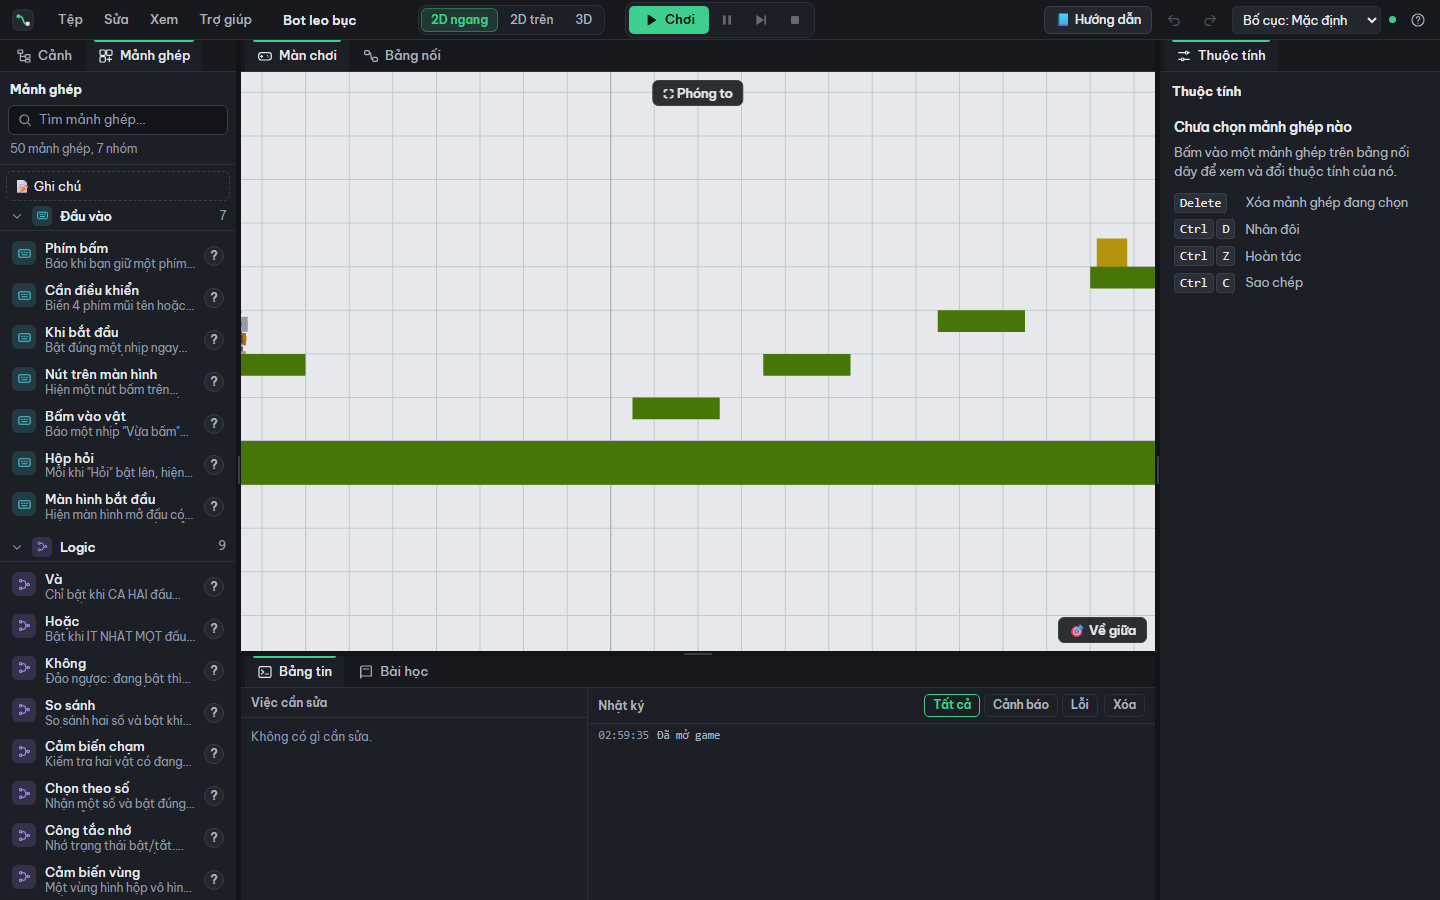 Tệp Sửa Xem Trợ giúp Bot leo bục 2D ngang 2D trên 3D Chơi Hướng dẫn Bố cục: Mặc định
Cảnh Mảnh ghép
Màn chơi Bảng nối
Thuộc tính
Mảnh ghép
Tìm mảnh ghép...
50 mảnh ghép, 7 nhóm
Ghi chú
Đầu vào 7
Phím bấm ?
Báo khi bạn giữ một phím...
Cần điều khiển ?
Biến 4 phím mũi tên hoặc...
Khi bắt đầu ?
Bật đúng một nhịp ngay...
Nút trên màn hình ?
Hiện một nút bấm trên...
Bấm vào vật ?
Báo một nhịp "Vừa bấm"...
Hộp hỏi ?
Mỗi khi "Hỏi" bật lên, hiện...
Màn hình bắt đầu ?
Hiện màn hình mở đầu có...
Logic 9
Và ?
Chỉ bật khi CẢ HAI đầu...
Hoặc ?
Bật khi ÍT NHẤT MỘT đầu...
Không ?
Đảo ngược: đang bật thì...
So sánh ?
So sánh hai số và bật khi...
Cảm biến chạm ?
Kiểm tra hai vật có đang...
Chọn theo số ?
Nhận một số và bật đúng...
Công tắc nhớ ?
Nhớ trạng thái bật/tắt....
Cảm biến vùng ?
Một vùng hình hộp vô hìn...
Phóng to
Về giữa
Bảng tin Bài học
Việc cần sửa
Không có gì cần sửa.
Nhật ký Tất cả Cảnh báo Lỗi Xóa
02:59:35 Đã mở game
Thuộc tính
Chưa chọn mảnh ghép nào
Bấm vào một mảnh ghép trên bảng nối
dây để xem và đổi thuộc tính của nó.
Delete Xóa mảnh ghép đang chọn
Ctrl D Nhân đôi
Ctrl Z Hoàn tác
Ctrl C Sao chép